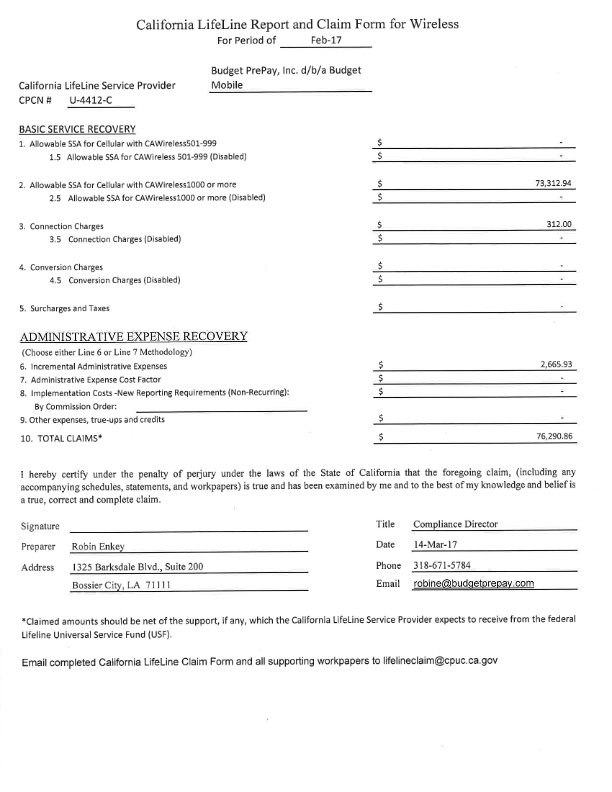 California LifeLine Report and Claim Form for Wireless
For Period of Feb-17
Budget PrePay, Inc. d/b/a Budget
California LifeLine Service Provider Mobile
CPCN # U-4412-C
BASIC SERVICE RECOVERY
1. Allowable SSA for Cellular with CAWireless501-999 $ -
1.5 Allowable SSA for CAWireless 501-999 (Disabled) $ -
2. Allowable SSA for Cellular with CAWireless1000 or more $ 73,312.94
2.5 Allowable SSA for CAWireless1000 or more (Disabled) $ -
3. Connection Charges $ 312.00
3.5 Connection Charges (Disabled) $ -
4. Conversion Charges $ -
4.5 Conversion Charges (Disabled) $ -
5. Surcharges and Taxes $ -
ADMINISTRATIVE EXPENSE RECOVERY
(Choose either Line 6 or Line 7 Methodology)
6. Incremental Administrative Expenses $ 2,665.93
7. Administrative Expense Cost Factor $ -
8. Implementation Costs -New Reporting Requirements (Non-Recurring): $ -
By Commission Order:
9. Other expenses, true-ups and credits $ -
10. TOTAL CLAIMS* $ 76,290.86
I hereby certify under the penalty of perjury under the laws of the State of California that the foregoing claim, (including any
accompanying schedules, statements, and workpapers) is true and has been examined by me and to the best of my knowledge and belief is
a true, correct and complete claim.
Signature Title Compliance Director
Preparer Robin Enkey Date 14-Mar-17
Address 1325 Barksdale Blvd., Suite 200 Phone 318-671-5784
Bossier City, LA 71111 Email robine@budgetprepay.com
*Claimed amounts should be net of the support, if any, which the California LifeLine Service Provider expects to receive from the federal
Lifeline Universal Service Fund (USF).
Email completed California LifeLine Claim Form and all supporting workpapers to lifelineclaim@cpuc.ca.gov